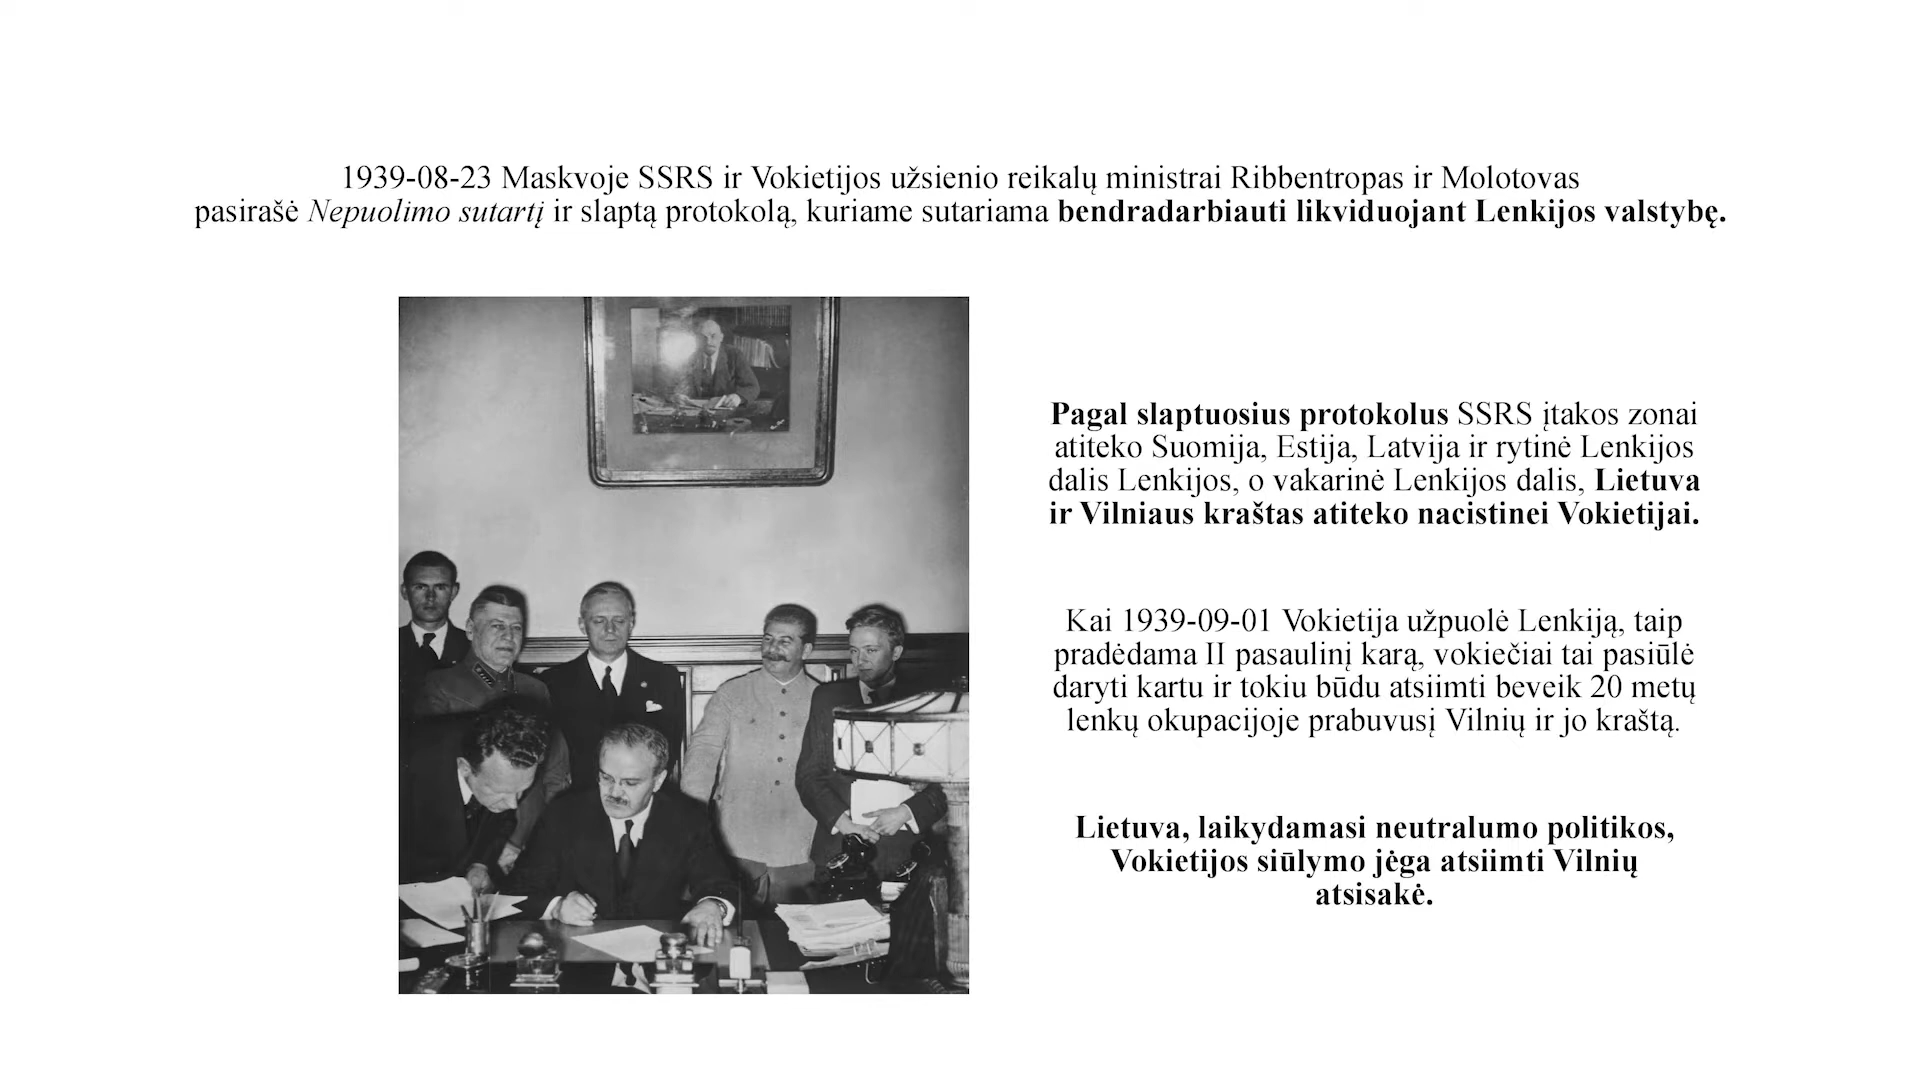 1939-08-23 Maskvoje SSRS ir Vokietijos užsienio reikalų ministrai Ribbentropas ir Molotovas
pasirašė Nepuolimo sutartį ir slaptą protokolą, kuriame sutariama bendradarbiauti likviduojant Lenkijos valstybę.
Pagal slaptuosius protokolus SSRS įtakos zonai
atiteko Suomija, Estija, Latvija ir rytinė Lenkijos
dalis Lenkijos, o vakarinė Lenkijos dalis, Lietuva
ir Vilniaus kraštas atiteko nacistinei Vokietijai.
Kai 1939-09-01 Vokietija užpuolė Lenkiją, taip
pradėdama II pasaulinį karą, vokiečiai tai pasiūlė
daryti kartu ir tokiu būdu atsiimti beveik 20 metų
lenkų okupacijoje prabuvusį Vilnių ir jo kraštą.
Lietuva, laikydamasi neutralumo politikos,
Vokietijos siūlymo jėga atsiimti Vilnių
atsisakė.